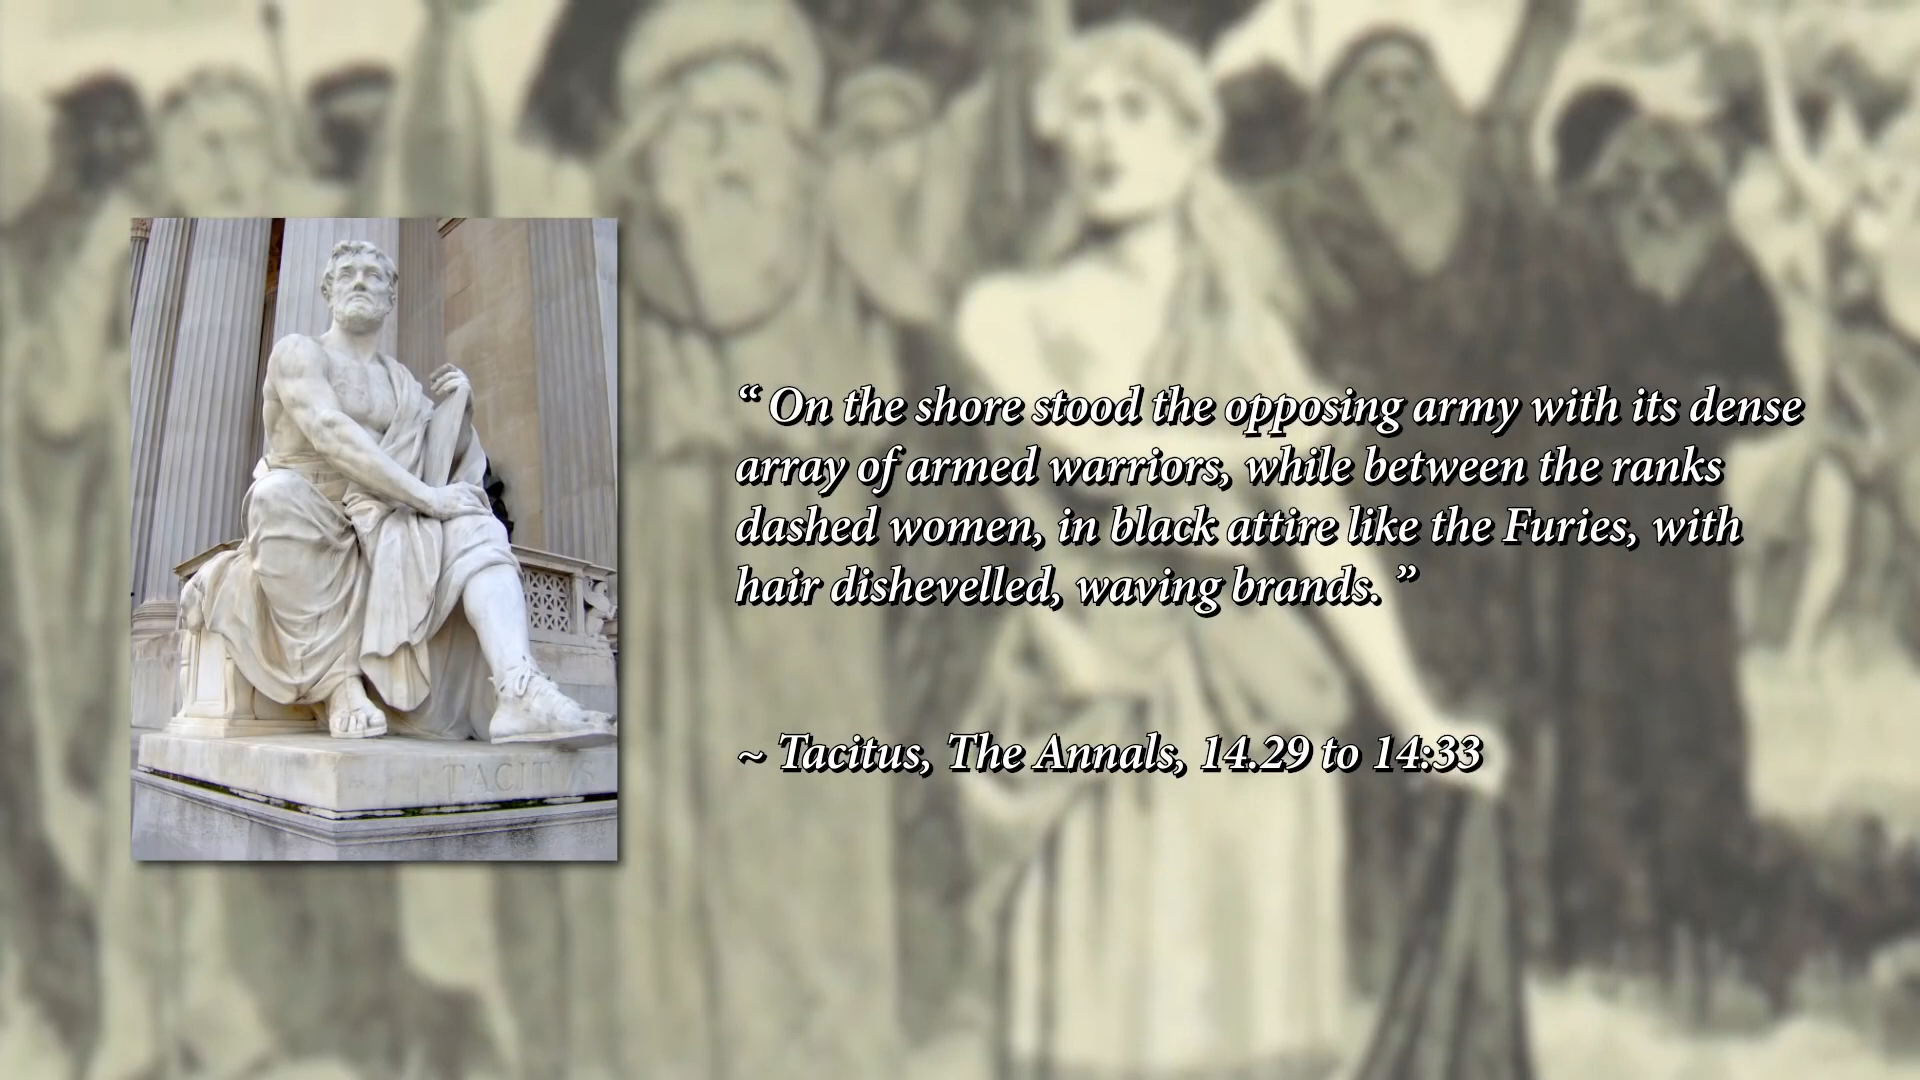 “ On the shore stood the opposing army with its dense
array of armed warriors, while between the ranks
dashed women, in black attire like the Furies, with
hair dishevelled, waving brands. ”
~ Tacitus, The Annals, 14.29 to 14:33
TACITUS